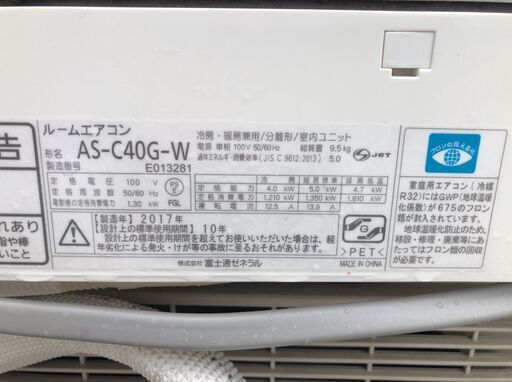 告
れあり
脂や棒
いこと
ルームエアコン
形名 AS-C40G-W
製造番号 E013281
冷房・暖房兼用/分離形/室内ユニット
電源 単相 100V 50/60Hz 総質量 9.5kg
通年エネルギー消費効率(JIS C 9612:2013) 5.0
JET
定格電圧 100 V
定格周波数 50/60 Hz
電動機の定格消費電力 1.30 kW
PSE
FGL
冷房標準 暖房標準 暖房低温
定格能力 4.0 kW 5.0 kW 4.7 kW
定格消費電力 1,210 kW 1,350 kW 1,810 kW
運転電流 12.5 A 13.9 A
【製造年】2017年
【設計上の標準使用期間】10年
設計上の標準使用期間を超えてお使いいただいた場合は、経
年劣化による発火・けが等の事故に至るおそれがあります。
株式会社 富士通ゼネラル
>PET<
MADE IN CHINA
フロンの見える化
家庭用エアコン(冷媒
R32)にはGWP(地球温暖
化係数)が675のフロン
類が封入されています。
地球温暖化防止のため、
移設・修理・廃棄等にあ
たってはフロン類の回収
が必要です。